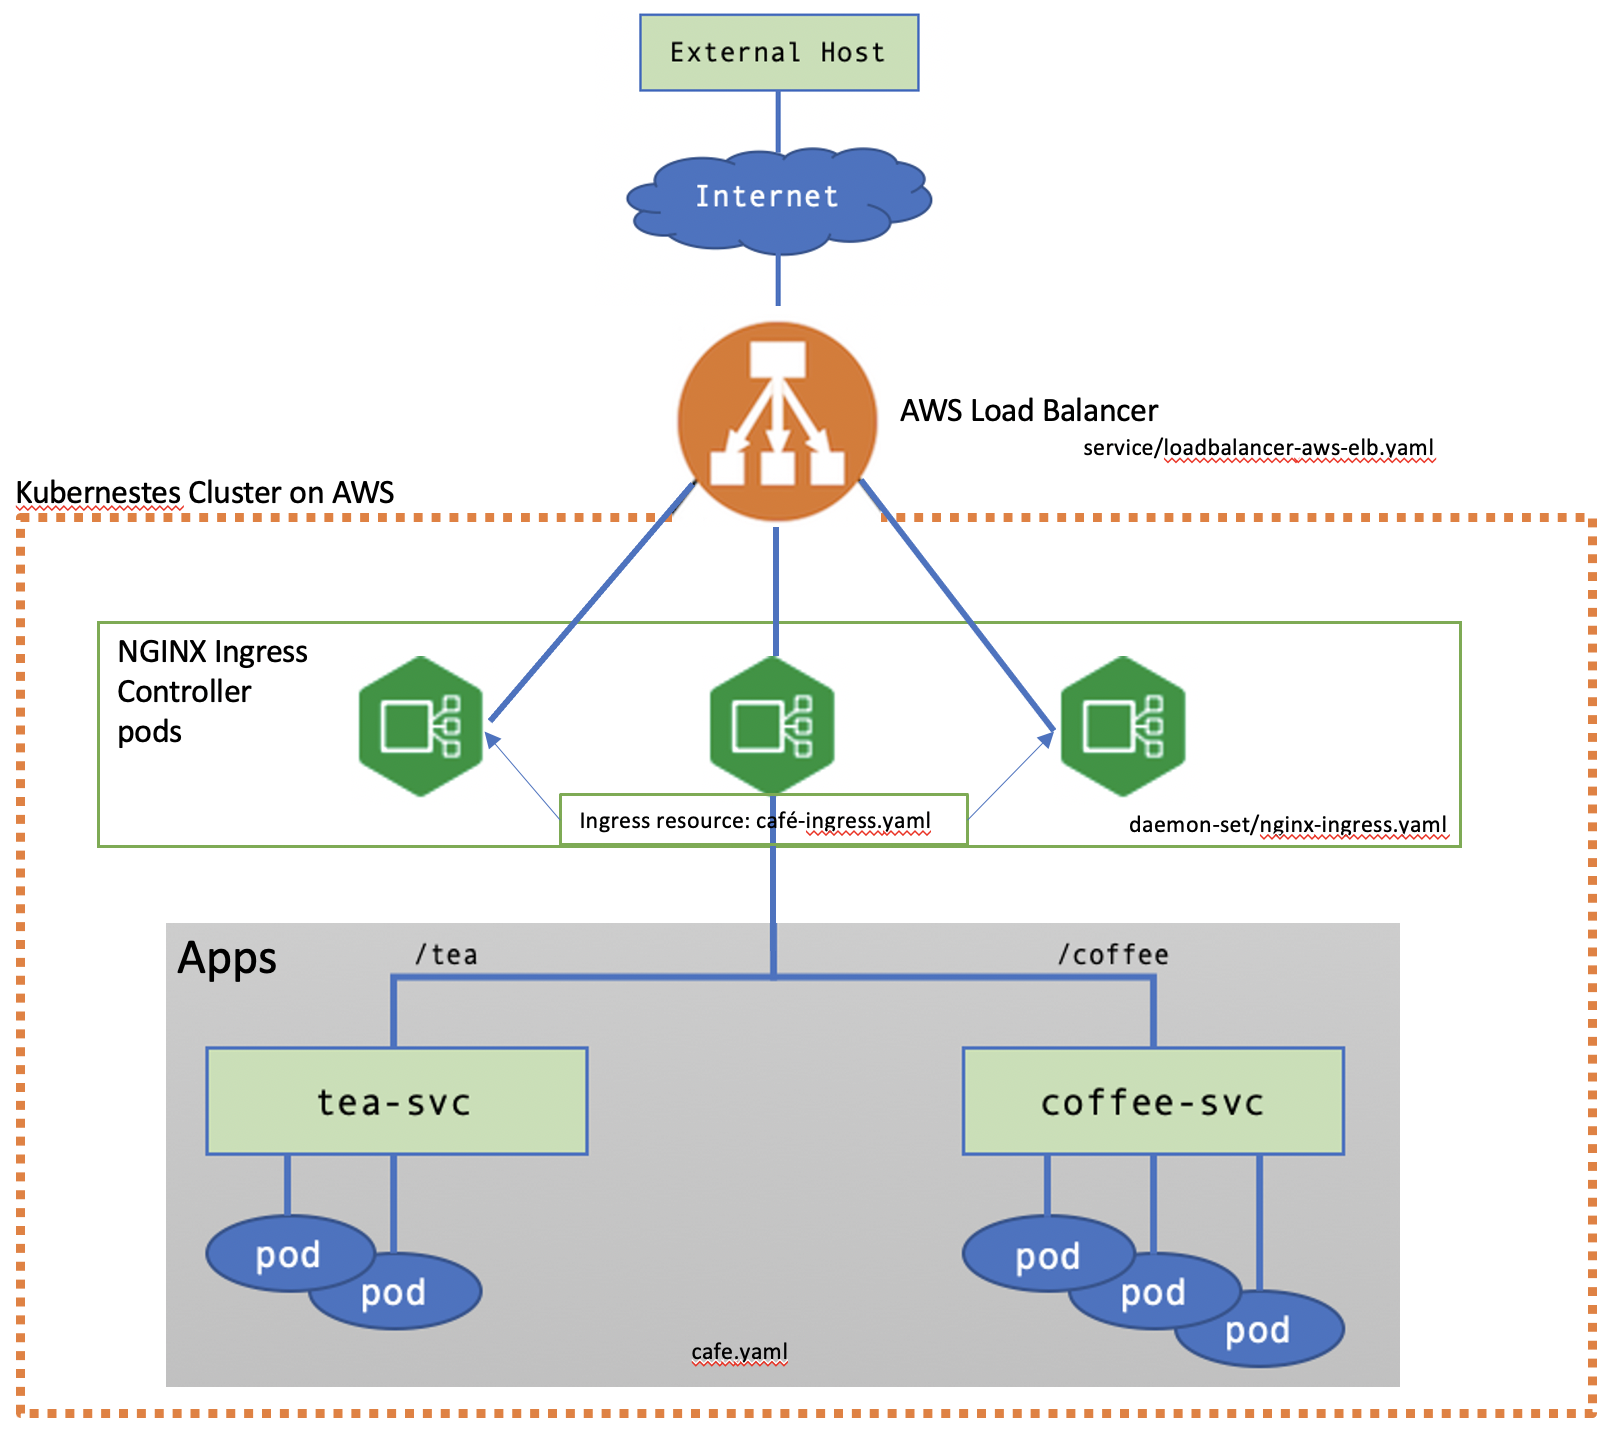 External Host
Internet
AWS Load Balancer
service/loadbalancer-aws-elb.yaml
Kubernestes Cluster on AWS
NGINX Ingress
Controller
pods
Ingress resource: café-ingress.yaml
daemon-set/nginx-ingress.yaml
Apps
/tea
/coffee
tea-svc
coffee-svc
pod
pod
pod
pod
pod
cafe.yaml